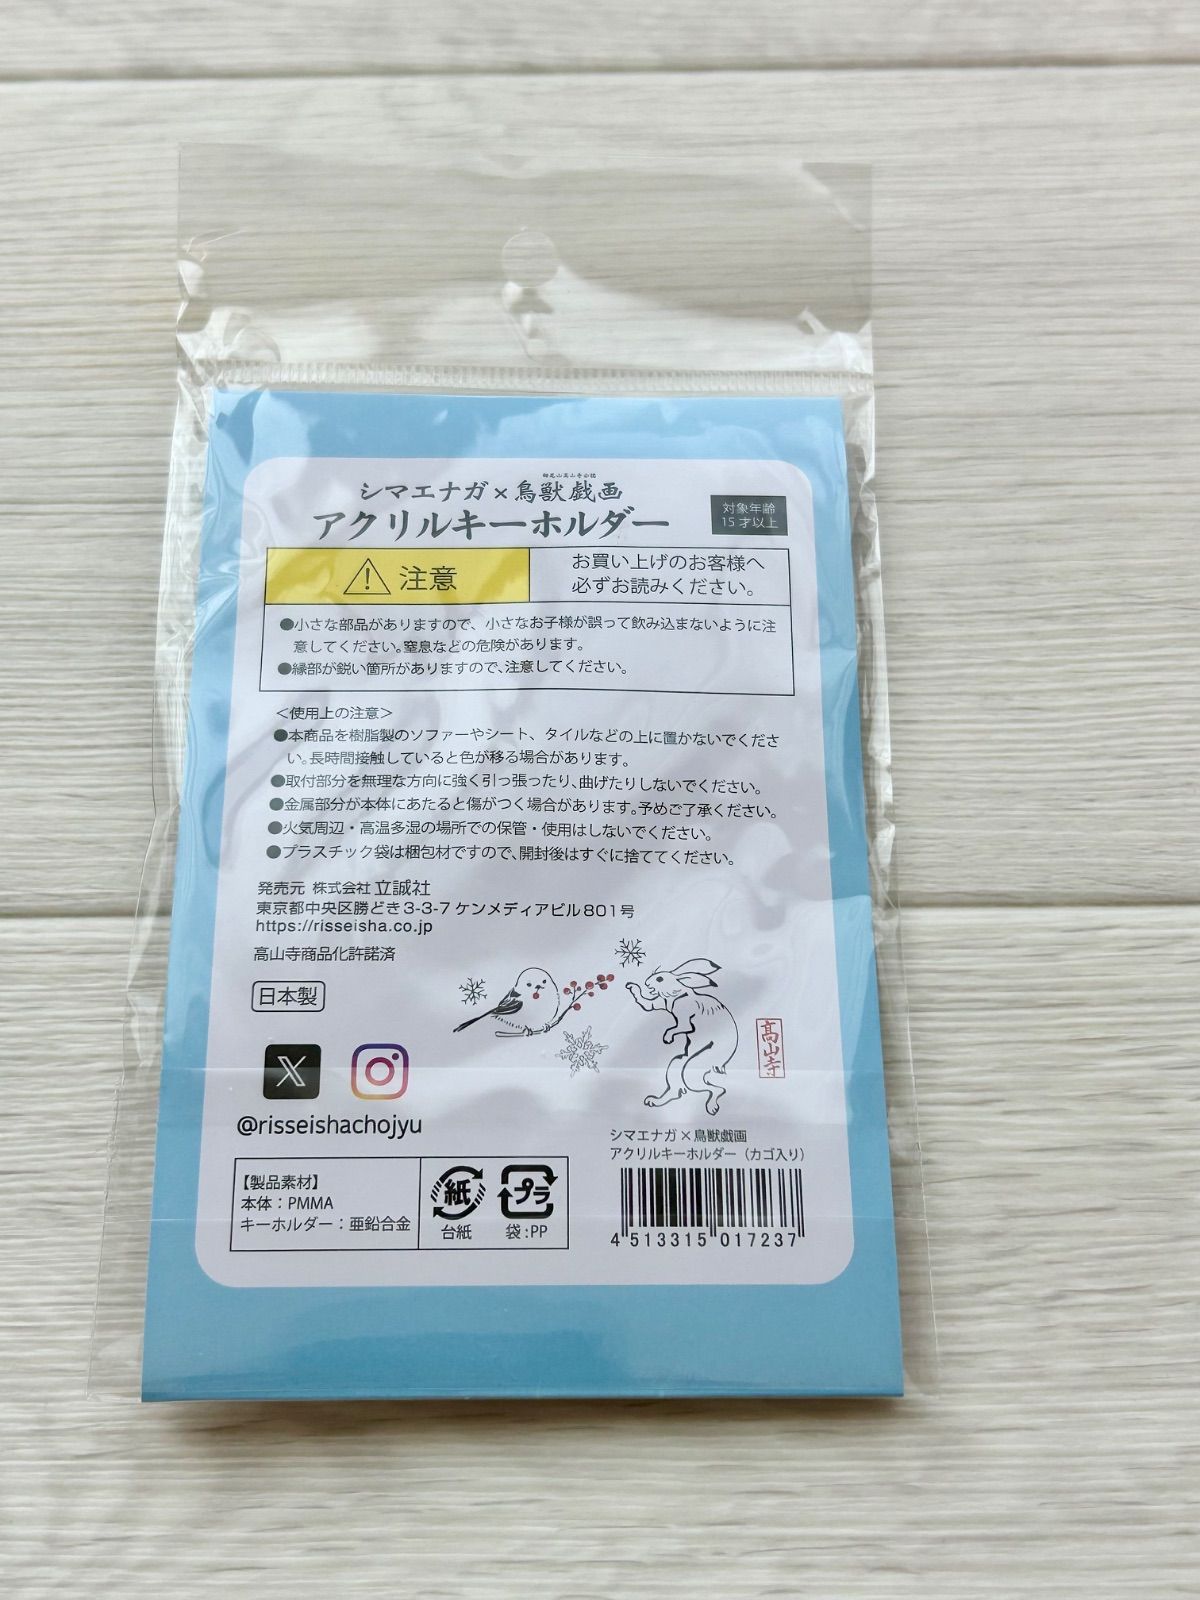 栂尾山高山寺公認
シマエナガ×鳥獣戯画
アクリルキーホルダー
対象年齢
15才以上
注意
お買い上げのお客様へ
必ずお読みください。
●小さな部品がありますので、小さなお子様が誤って飲み込まないように注
意してください。窒息などの危険があります。
●縁部が鋭い箇所がありますので、注意してください。
<使用上の注意>
●本商品を樹脂製のソファーやシート、タイルなどの上に置かないでくださ
い。長時間接触していると色が移る場合があります。
●取付部分を無理な方向に強く引っ張ったり、曲げたりしないでください。
●金属部分が本体にあたると傷がつく場合があります。予めご了承ください。
●火気周辺・高温多湿の場所での保管・使用はしないでください。
●プラスチック袋は梱包材ですので、開封後はすぐに捨ててください。
発売元 株式会社 立誠社
東京都中央区勝どき3-3-7 ケンメディアビル801号
https://risseisha.co.jp
高山寺商品化許諾済
日本製
高山寺
@risseishachojyu
【製品素材】
本体：PMMA
キーホルダー：亜鉛合金
紙
台紙
プラ
袋：PP
シマエナガ×鳥獣戯画
アクリルキーホルダー（カゴ入り）
4 513315 017237